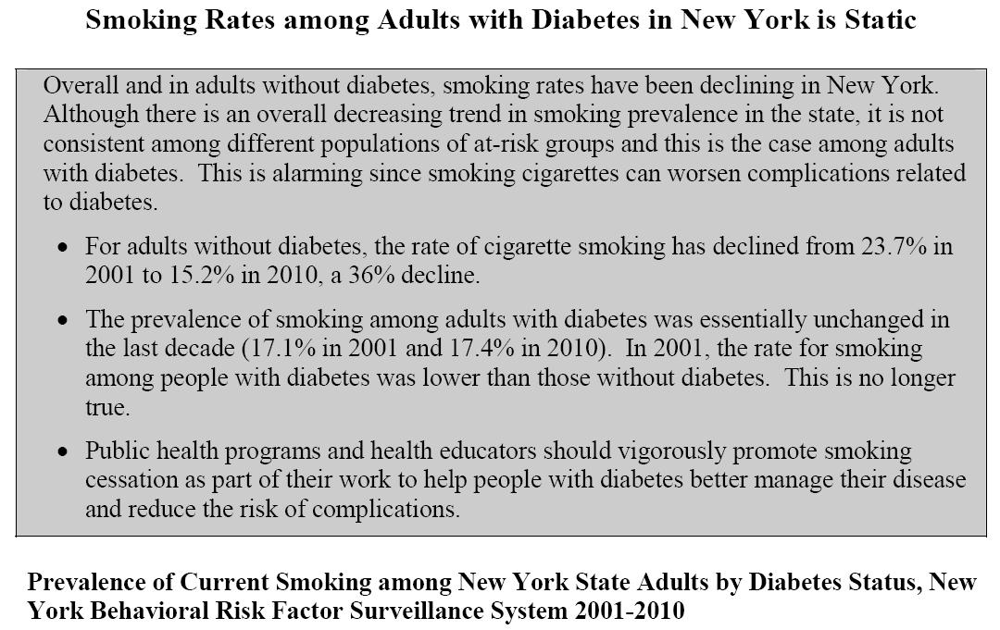 Smoking Rates among Adults with Diabetes in New York is Static
Overall and in adults without diabetes, smoking rates have been declining in New York.
Although there is an overall decreasing trend in smoking prevalence in the state, it is not
consistent among different populations of at-risk groups and this is the case among adults
with diabetes.  This is alarming since smoking cigarettes can worsen complications related
to diabetes.
• For adults without diabetes, the rate of cigarette smoking has declined from 23.7% in
2001 to 15.2% in 2010, a 36% decline.
• The prevalence of smoking among adults with diabetes was essentially unchanged in
the last decade (17.1% in 2001 and 17.4% in 2010).  In 2001, the rate for smoking
among people with diabetes was lower than those without diabetes.  This is no longer
true.
• Public health programs and health educators should vigorously promote smoking
cessation as part of their work to help people with diabetes better manage their disease
and reduce the risk of complications.
Prevalence of Current Smoking among New York State Adults by Diabetes Status, New
York Behavioral Risk Factor Surveillance System 2001-2010